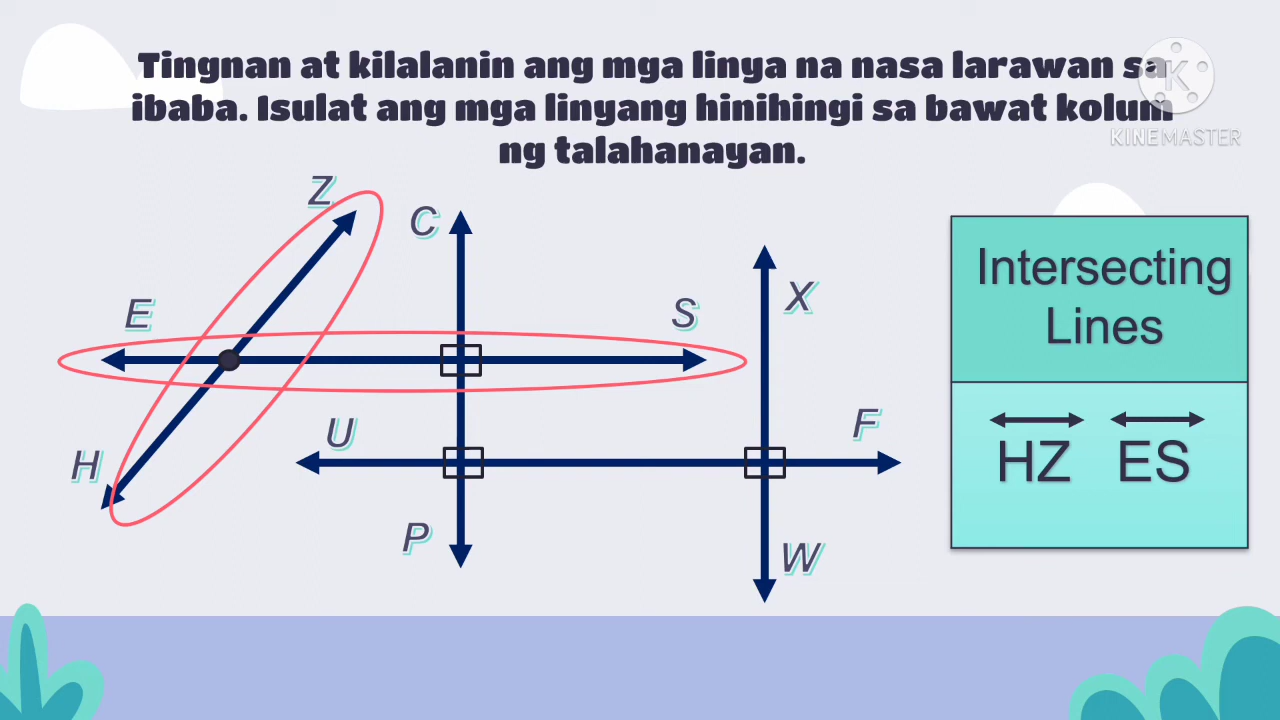 Tingnan at kilalanin ang mga linya na nasa larawan sa
ibaba. Isulat ang mga linyang hinihingi sa bawat kolum
ng talahanayan.
K
KINEMASTER
Z
C
E
S
X
U
F
H
P
W
Intersecting
Lines
HZ ES